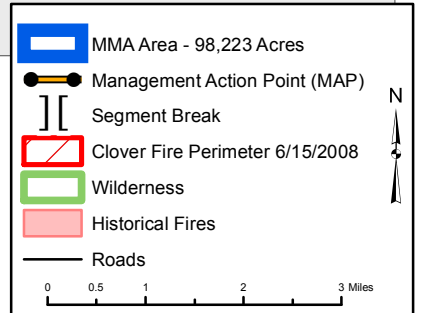 MMA Area - 98,223 Acres
Management Action Point (MAP)
N
Segment Break
Clover Fire Perimeter 6/15/2008
Wilderness
Historical Fires
Roads
0 0.5 1 2 3 Miles